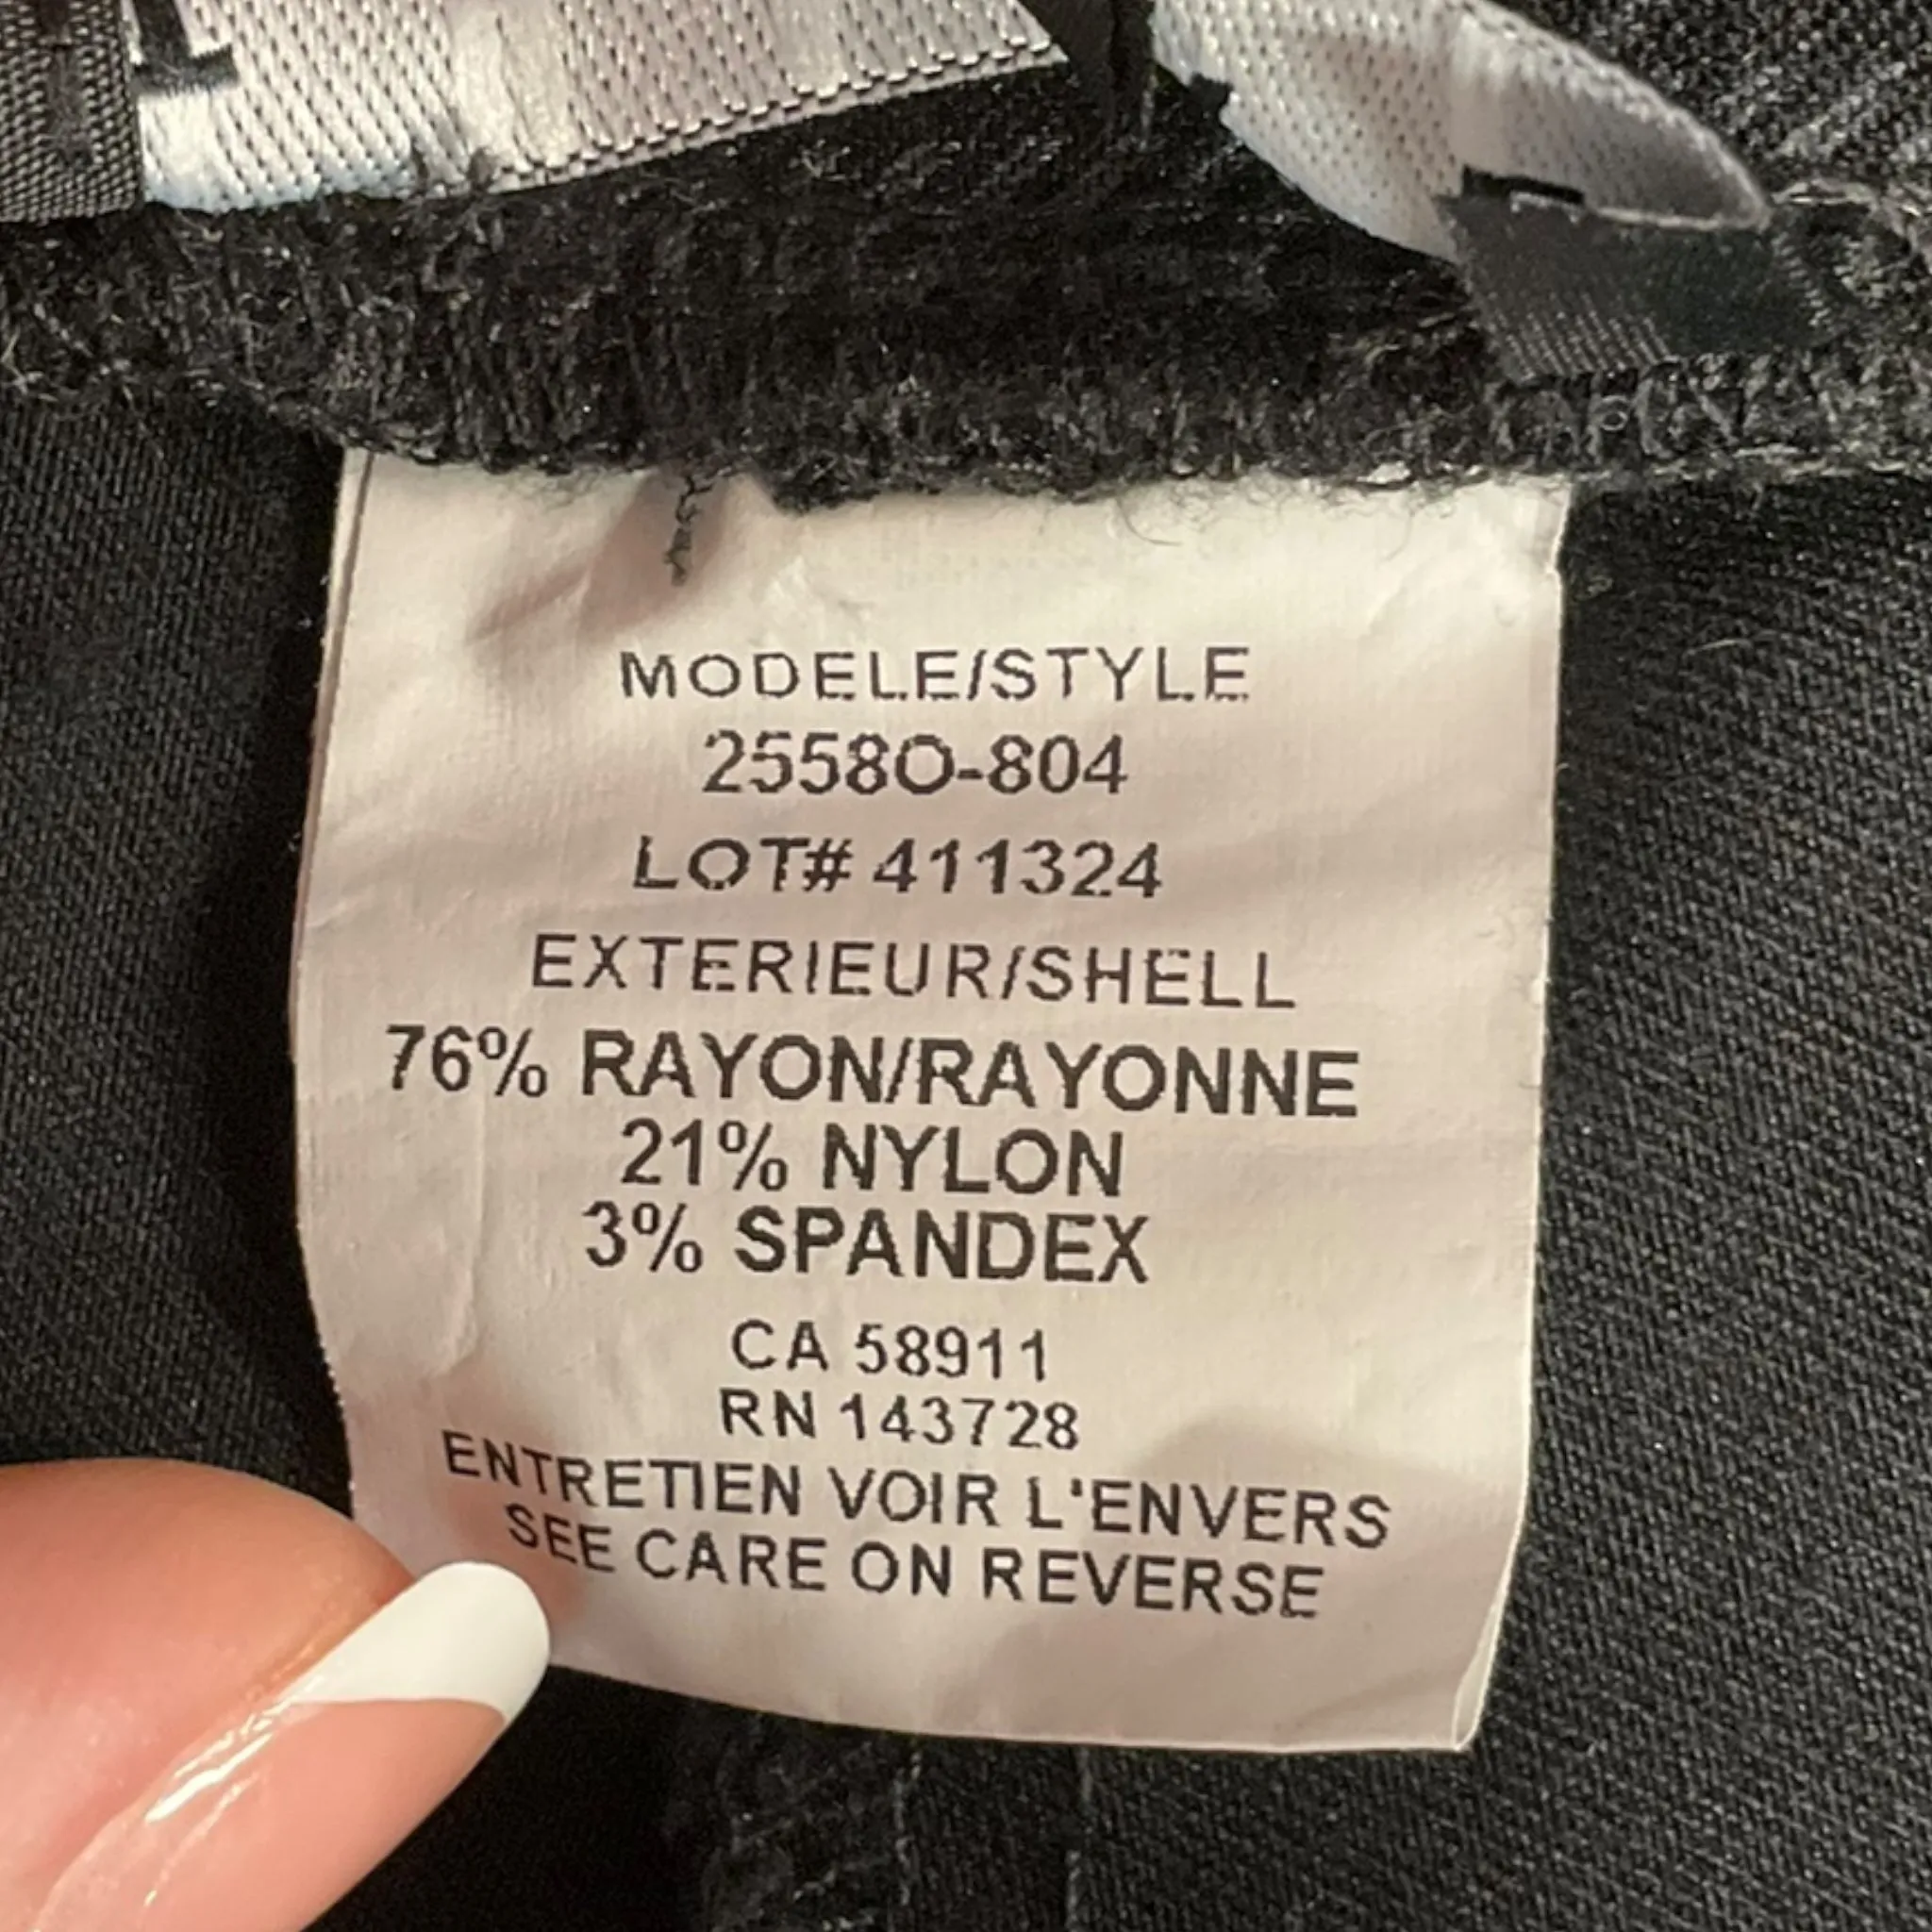 MODELE/STYLE
25580-804
LOT# 411324
EXTERIEUR/SHELL
76% RAYON/RAYONNE
21% NYLON
3% SPANDEX
CA 58911
RN 143728
ENTRETIEN VOIR L'ENVERS
SEE CARE ON REVERSE